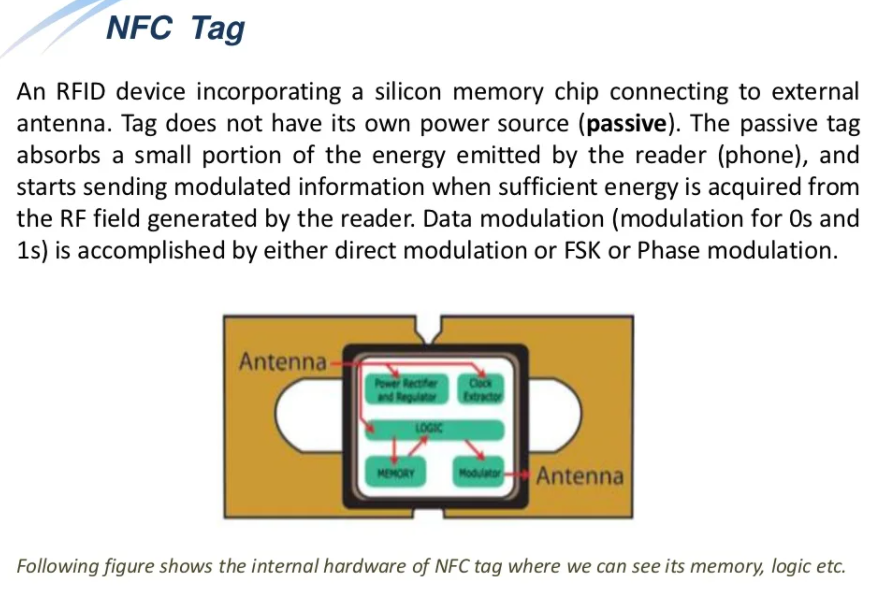 NFC Tag
An RFID device incorporating a silicon memory chip connecting to external
antenna. Tag does not have its own power source (passive). The passive tag
absorbs a small portion of the energy emitted by the reader (phone), and
starts sending modulated information when sufficient energy is acquired from
the RF field generated by the reader. Data modulation (modulation for 0s and
1s) is accomplished by either direct modulation or FSK or Phase modulation.
Antenna
Power Rectifier
and Regulator
Clock
Extractor
LOGIC
MEMORY
Modulator
Antenna
Following figure shows the internal hardware of NFC tag where we can see its memory, logic etc.